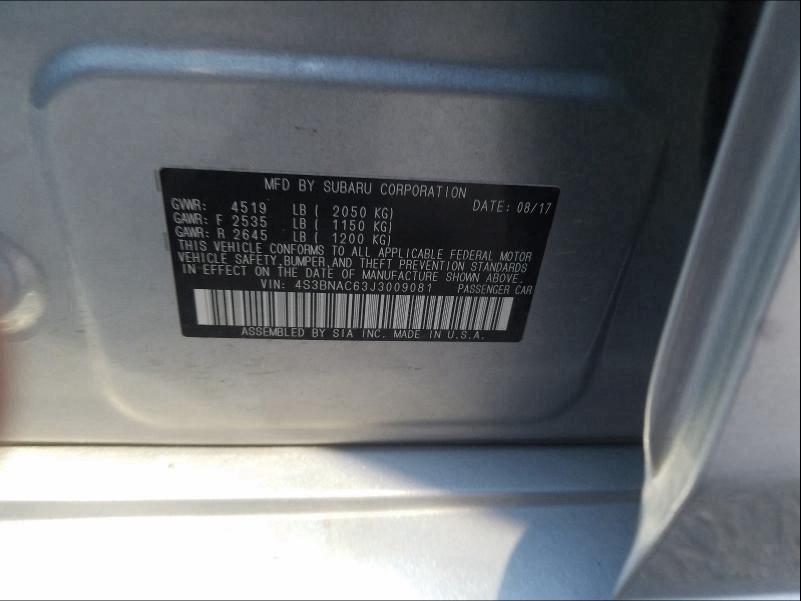 MFD BY SUBARU CORPORATION
GVWR: 4519 LB ( 2050 KG) DATE: 08/17
GAWR: F 2535 LB ( 1150 KG)
GAWR: R 2645 LB ( 1200 KG)
THIS VEHICLE CONFORMS TO ALL APPLICABLE FEDERAL MOTOR
VEHICLE SAFETY,BUMPER,AND THEFT PREVENTION STANDARDS
IN EFFECT ON THE DATE OF MANUFACTURE SHOWN ABOVE.
VIN: 4S3BNAC63J3009081 PASSENGER CAR
ASSEMBLED BY SIA INC. MADE IN U.S.A.